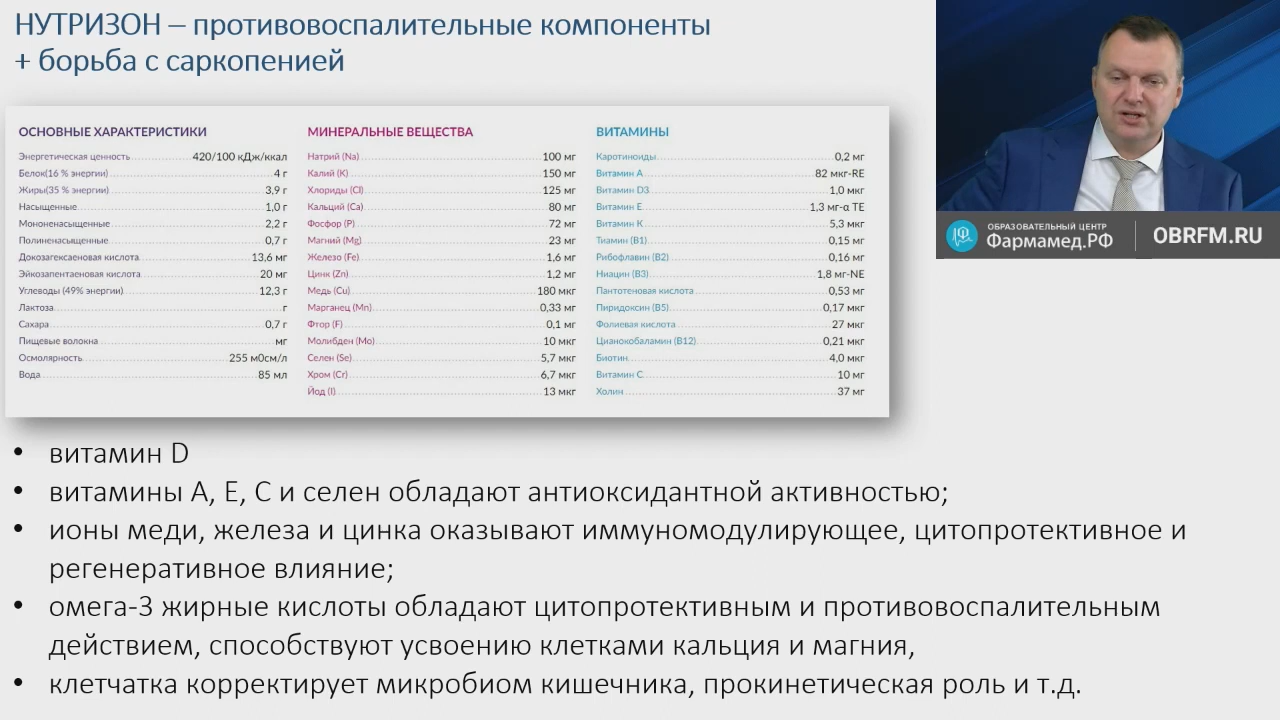 НУТРИЗОН – противовоспалительные компоненты
+ борьба с саркопенией
ОБРАЗОВАТЕЛЬНЫЙ ЦЕНТР
Фармамед.РФ
OBRFM.RU
ОСНОВНЫЕ ХАРАКТЕРИСТИКИ
Энергетическая ценность 420/100 кДж/ккал
Белок(16 % энергии) 4 г
Жиры(35 % энергии) 3,9 г
Насыщенные 1,0 г
Мононенасыщенные 2,2 г
Полиненасыщенные 0,7 г
Докозагексаеновая кислота 13,6 мг
Эйкозапентаеновая кислота 20 мг
Углеводы (49% энергии) 12,3 г
Лактоза г
Сахара 0,7 г
Пищевые волокна мг
Осмолярность 255 мОсм/л
Вода 85 мл
МИНЕРАЛЬНЫЕ ВЕЩЕСТВА
Натрий (Na) 100 мг
Калий (K) 150 мг
Хлориды (Cl) 125 мг
Кальций (Ca) 80 мг
Фосфор (P) 72 мг
Магний (Mg) 23 мг
Железо (Fe) 1,6 мг
Цинк (Zn) 1,2 мг
Медь (Cu) 180 мкг
Марганец (Mn) 0,33 мг
Фтор (F) 0,1 мг
Молибден (Mo) 10 мкг
Селен (Se) 5,7 мкг
Хром (Cr) 6,7 мкг
Йод (I) 13 мкг
ВИТАМИНЫ
Каротиноиды 0,2 мг
Витамин А 82 мкг-RE
Витамин D3 1,0 мкг
Витамин Е 1,3 мг-α ТЕ
Витамин К 5,3 мкг
Тиамин (В1) 0,15 мг
Рибофлавин (В2) 0,16 мг
Ниацин (В3) 1,8 мг-NE
Пантотеновая кислота 0,53 мг
Пиридоксин (В5) 0,17 мкг
Фолиевая кислота 27 мкг
Цианокобаламин (В12) 0,21 мкг
Биотин 4,0 мкг
Витамин С 10 мг
Холин 37 мг
• витамин D
• витамины А, Е, С и селен обладают антиоксидантной активностью;
• ионы меди, железа и цинка оказывают иммуномодулирующее, цитопротективное и
регенеративное влияние;
• омега-3 жирные кислоты обладают цитопротективным и противовоспалительным
действием, способствуют усвоению клетками кальция и магния,
• клетчатка корректирует микробиом кишечника, прокинетическая роль и т.д.